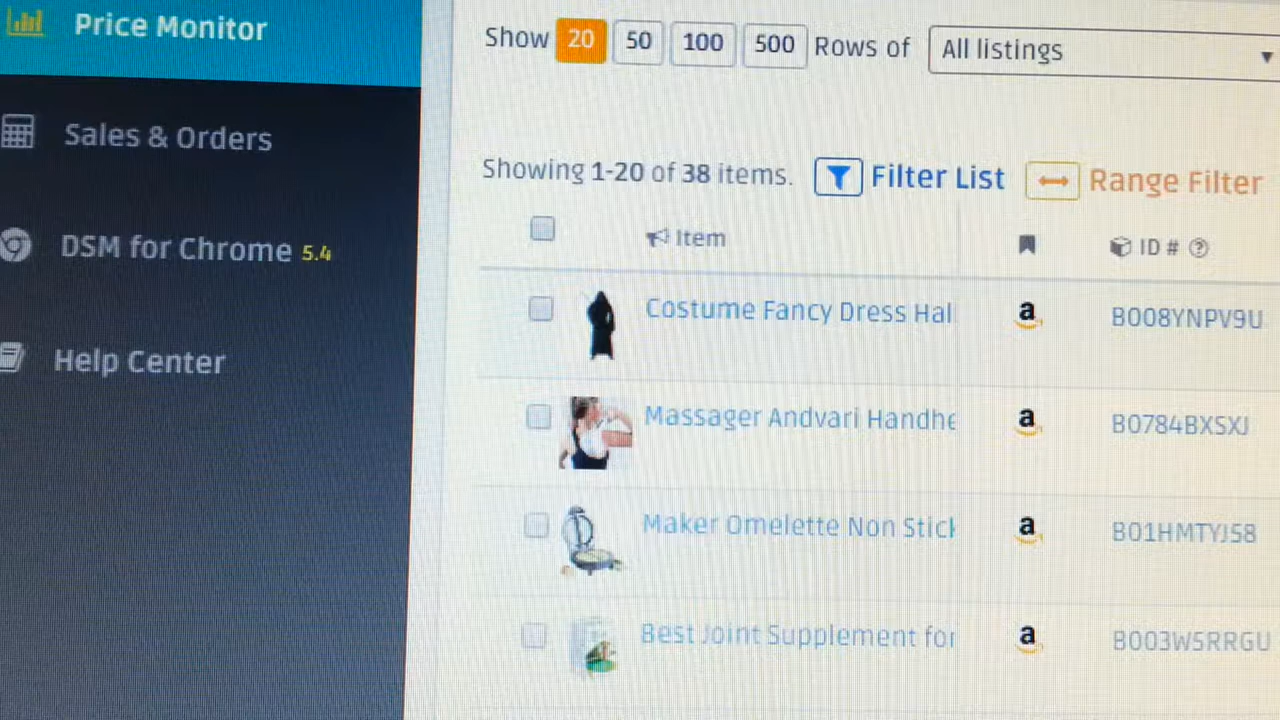 Price Monitor
Sales & Orders
DSM for Chrome 5.4
Help Center
Show 20 50 100 500 Rows of All listings
Showing 1-20 of 38 items. Filter List Range Filter
Item ID #
Costume Fancy Dress Hal a B008YNPV9U
Massager Andvari Handhe a B0784BXSXJ
Maker Omelette Non Stick a B01HMTYJ58
Best Joint Supplement for a B003W5RRGU